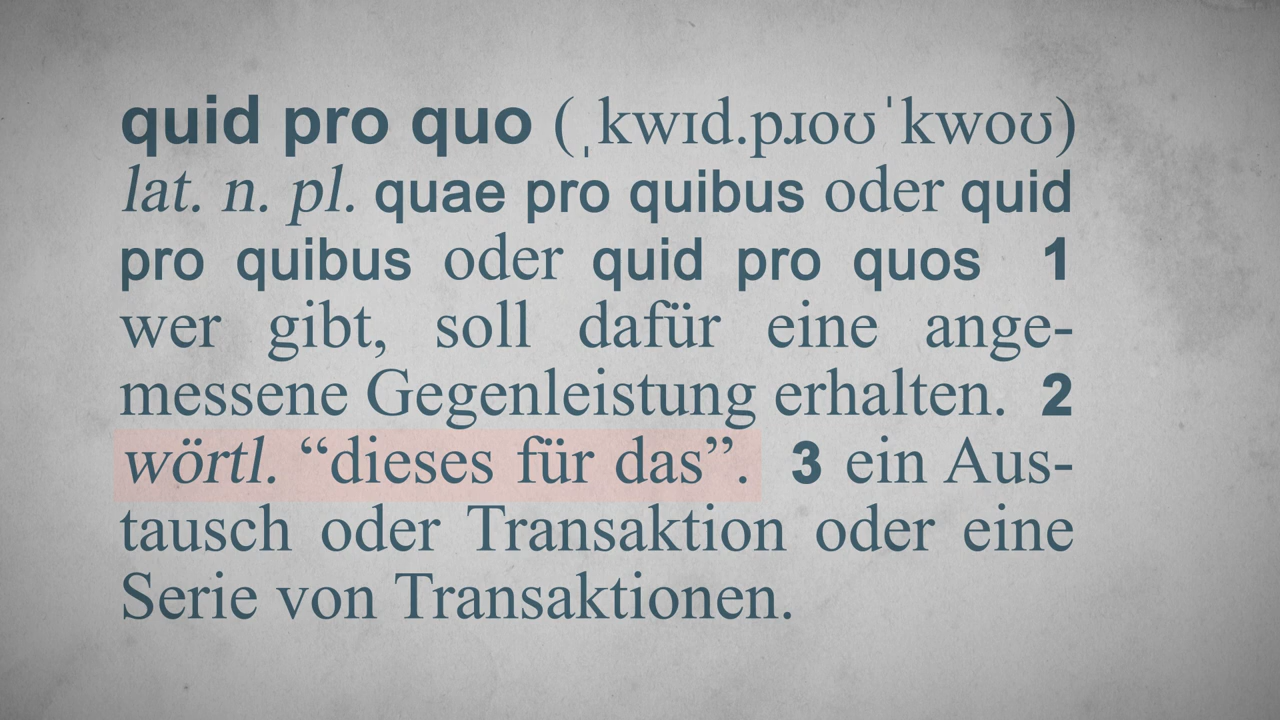 quid pro quo (ˌkwɪd.pɹoʊˈkwoʊ)
lat. n. pl. quae pro quibus oder quid
pro quibus oder quid pro quos 1
wer gibt, soll dafür eine ange-
messene Gegenleistung erhalten. 2
wörtl. “dieses für das”. 3 ein Aus-
tausch oder Transaktion oder eine
Serie von Transaktionen.